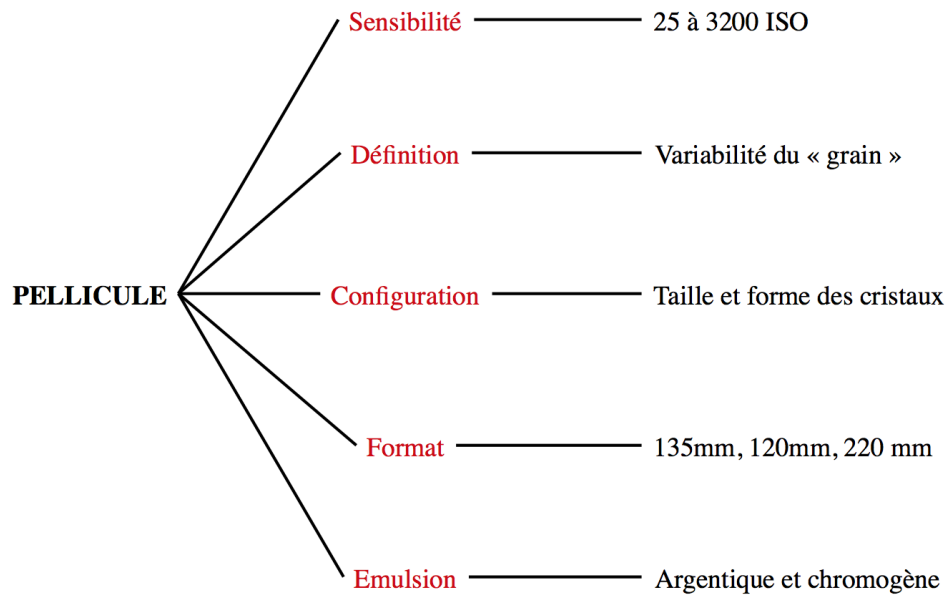 Sensibilité 25 à 3200 ISO
Définition Variabilité du « grain »
PELLICULE Configuration Taille et forme des cristaux
Format 135mm, 120mm, 220 mm
Emulsion Argentique et chromogène